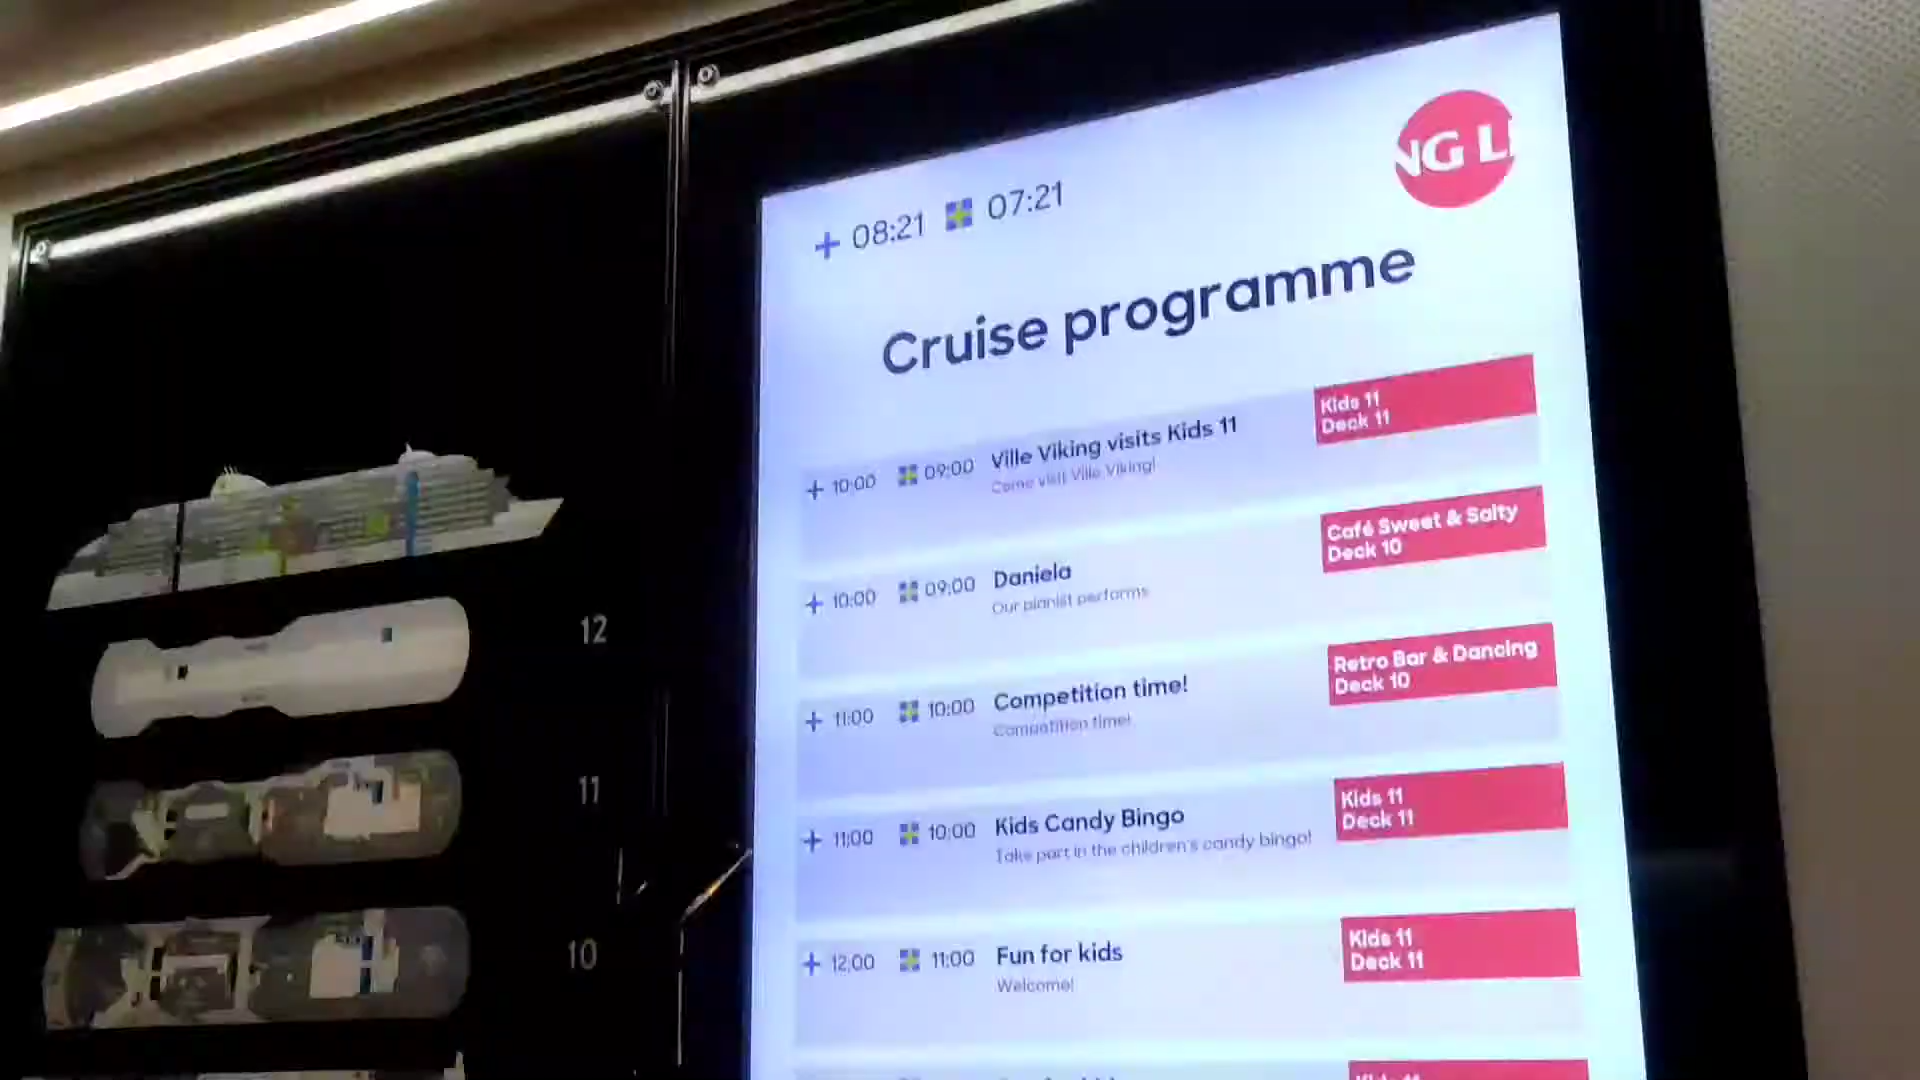 NG L
08:21 07:21
Cruise programme
10:00 09:00 Ville Viking visits Kids 11
Come visit Ville Viking!
Kids 11
Deck 11
10:00 09:00 Daniela
Our pianist performs
Café Sweet & Salty
Deck 10
11:00 10:00 Competition time!
Competition time!
Retro Bar & Dancing
Deck 10
11:00 10:00 Kids Candy Bingo
Take part in the children's candy bingo!
Kids 11
Deck 11
12:00 11:00 Fun for kids
Welcome!
Kids 11
Deck 11
12
11
10